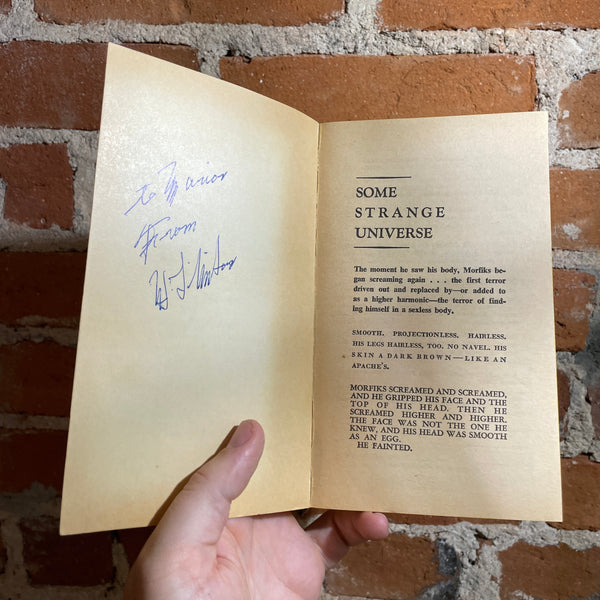 to Marion
From
SOME
STRANGE
UNIVERSE
The moment he saw his body, Morfiks be-
gan screaming again . . . the first terror
driven out and replaced by—or added to
as a higher harmonic—the terror of find-
ing himself in a sexless body.
SMOOTH. PROJECTIONLESS. HAIRLESS.
HIS LEGS HAIRLESS, TOO. NO NAVEL. HIS
SKIN A DARK BROWN—LIKE AN
APACHE'S.
MORFIKS SCREAMED AND SCREAMED,
AND HE GRIPPED HIS FACE AND THE
TOP OF HIS HEAD. THEN HE
SCREAMED HIGHER AND HIGHER.
THE FACE WAS NOT THE ONE HE
KNEW, AND HIS HEAD WAS SMOOTH
AS AN EGG.
HE FAINTED.